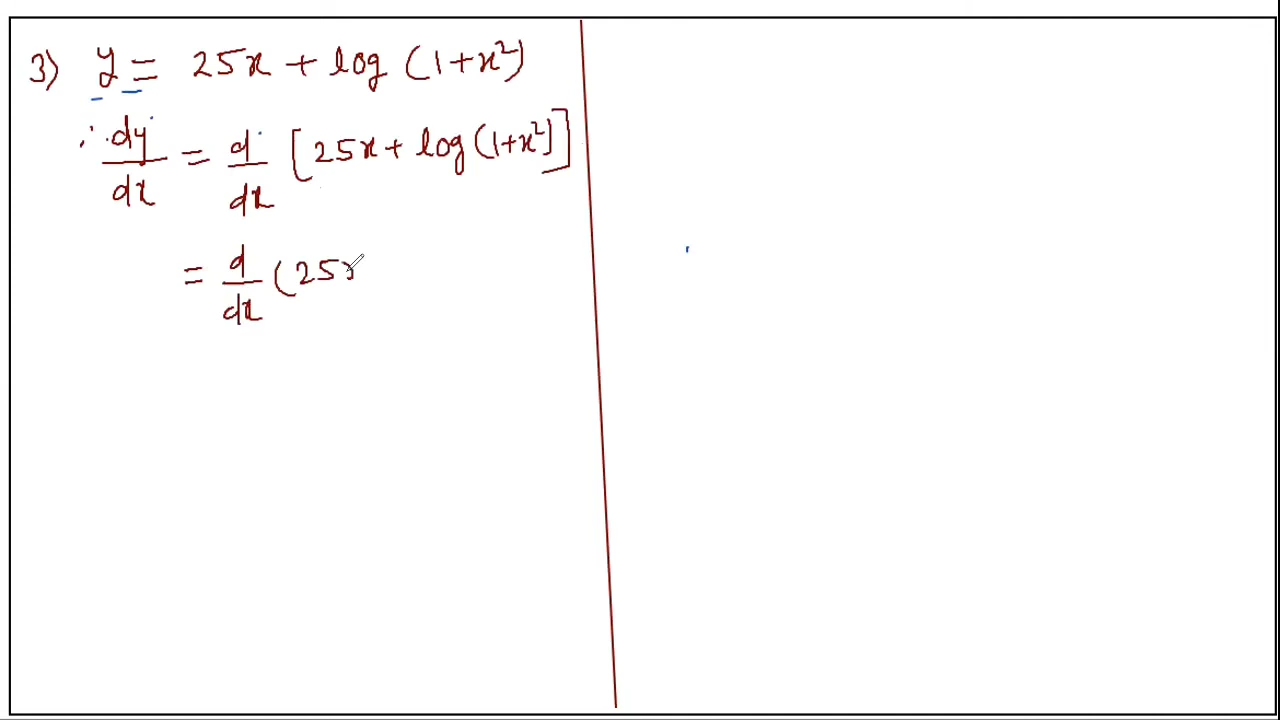 3) y = 25x + log (1+x²)
∴ dy/dx = d/dx [25x + log (1+x²)]
= d/dx (25x